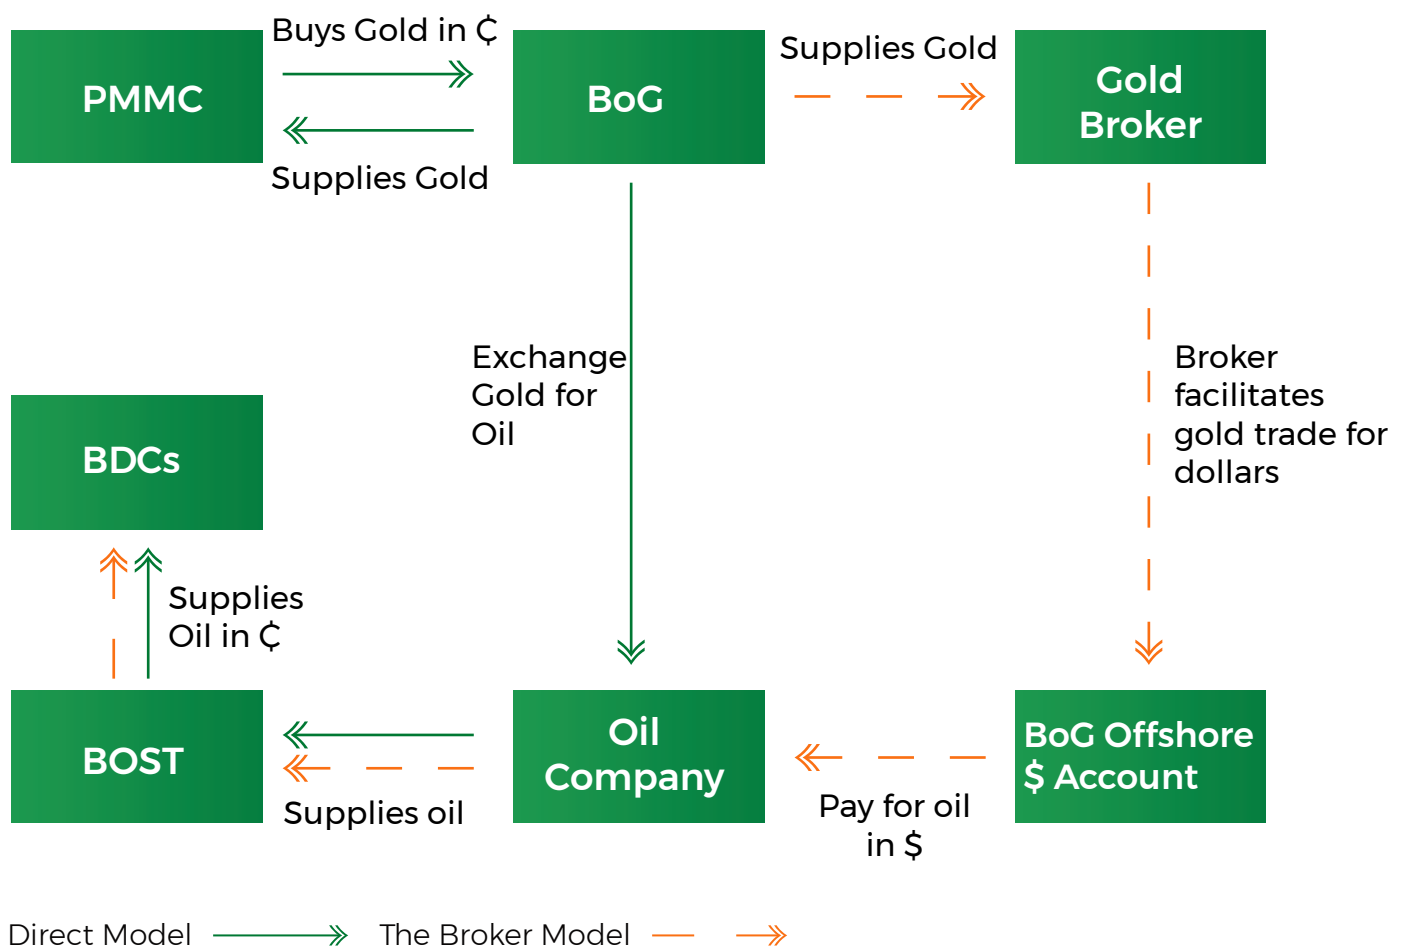 Buys Gold in ₵
PMMC
BoG
Supplies Gold
Gold
Broker
Supplies Gold
Exchange
Gold for
Oil
Broker
facilitates
gold trade for
dollars
BDCs
Supplies
Oil in ₵
BOST
Supplies oil
Oil
Company
Pay for oil
in $
BoG Offshore
$ Account
Direct Model
The Broker Model